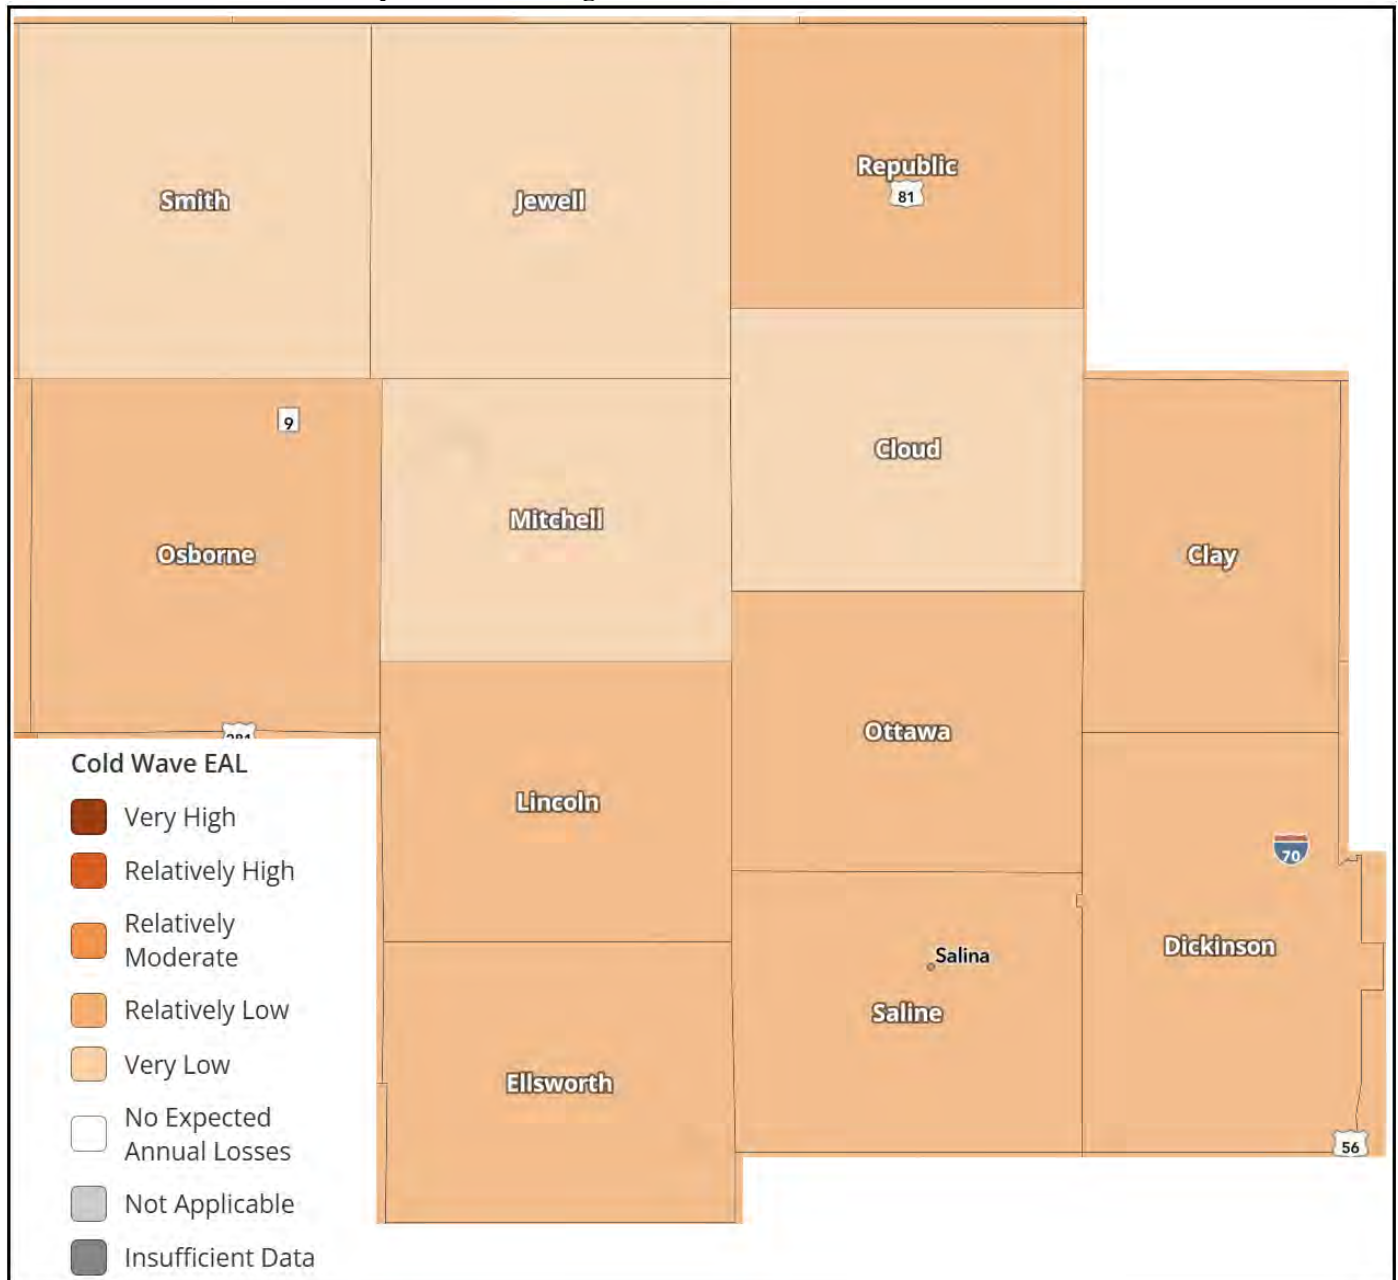 Republic
81
Smith
Jewell
9
Cloud
Mitchell
Osborne
Clay
Ottawa
281
Lincoln
70
Dickinson
Salina
Saline
Ellsworth
56
Cold Wave EAL
Very High
Relatively High
Relatively
Moderate
Relatively Low
Very Low
No Expected
Annual Losses
Not Applicable
Insufficient Data